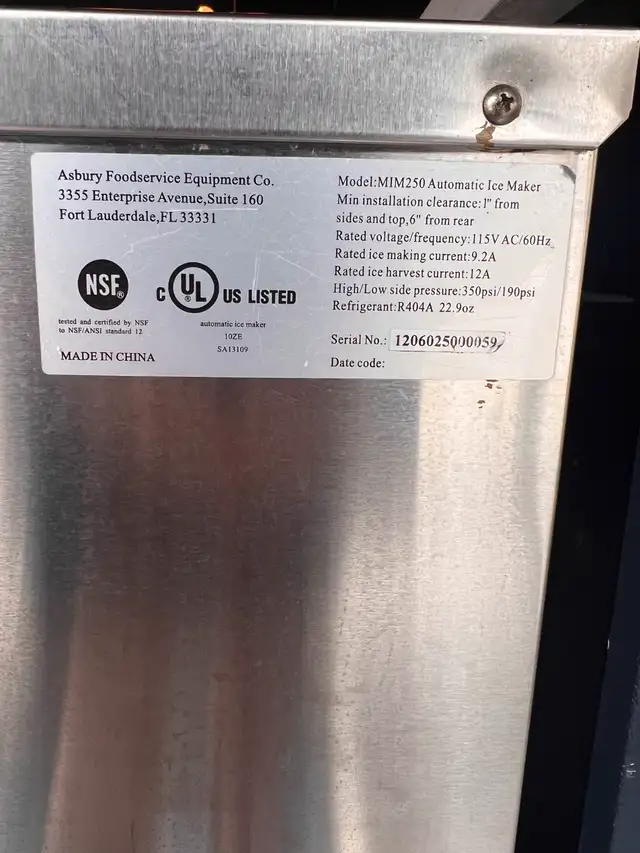 Asbury Foodservice Equipment Co.
3355 Enterprise Avenue,Suite 160
Fort Lauderdale,FL 33331
NSF®
tested and certified by NSF
to NSF/ANSI standard 12
MADE IN CHINA
C UL® US LISTED
automatic ice maker
10ZE
SA13109
Model:MIM250 Automatic Ice Maker
Min installation clearance:1" from
sides and top,6" from rear
Rated voltage/frequency:115V AC/60Hz
Rated ice making current:9.2A
Rated ice harvest current:12A
High/Low side pressure:350psi/190psi
Refrigerant:R404A 22.9oz
Serial No.: 1206025000059
Date code: